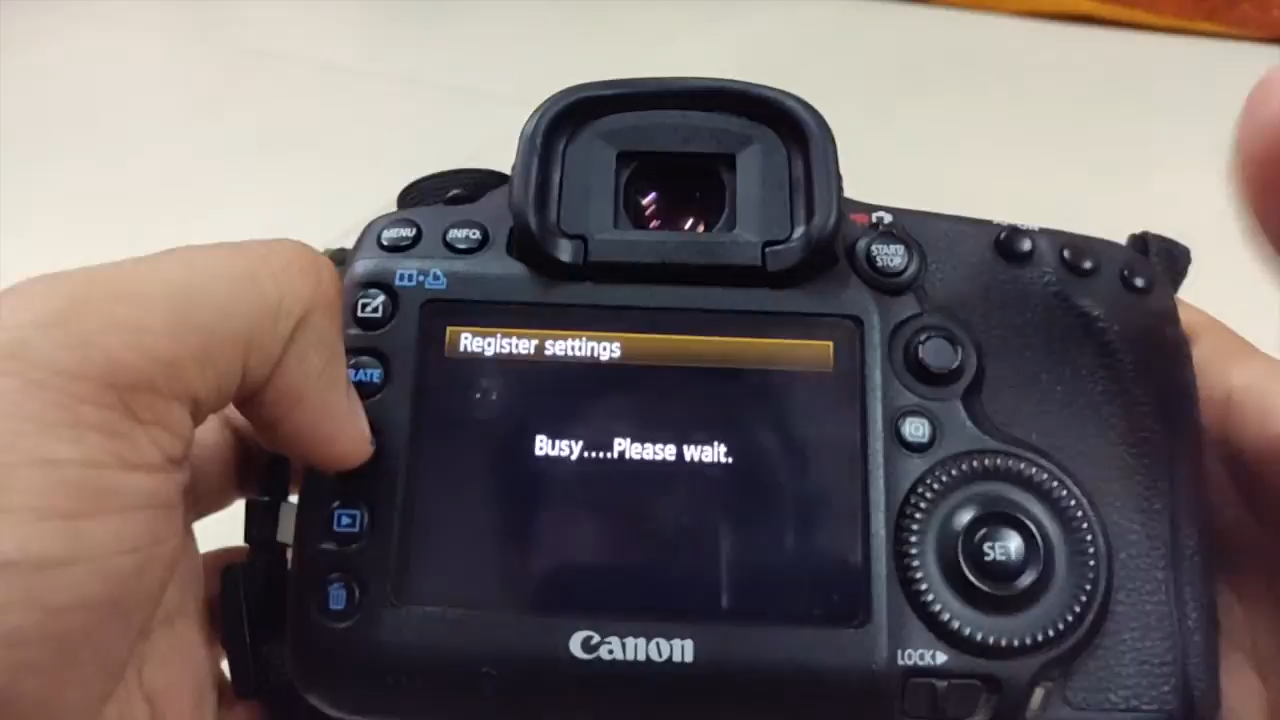 MENU
INFO.
START/
STOP
RATE
Register settings
Busy....Please wait.
Q
SET
Canon
LOCK▶